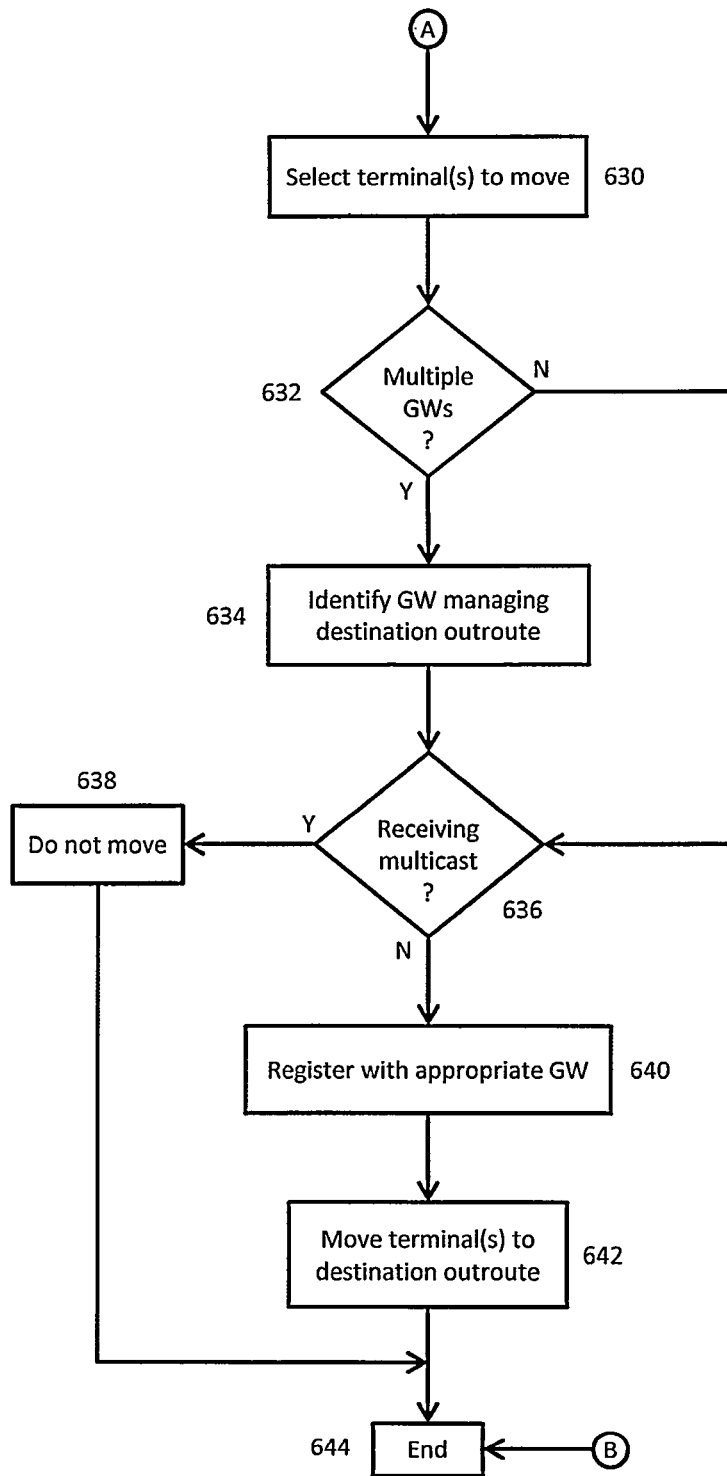 A
Select terminal(s) to move 630
632
Multiple
GWs
?
N
Y
634
Identify GW managing
destination outroute
638
Do not move
Y
Receiving
multicast
?
636
N
Register with appropriate GW 640
Move terminal(s) to
destination outroute
642
644 End B